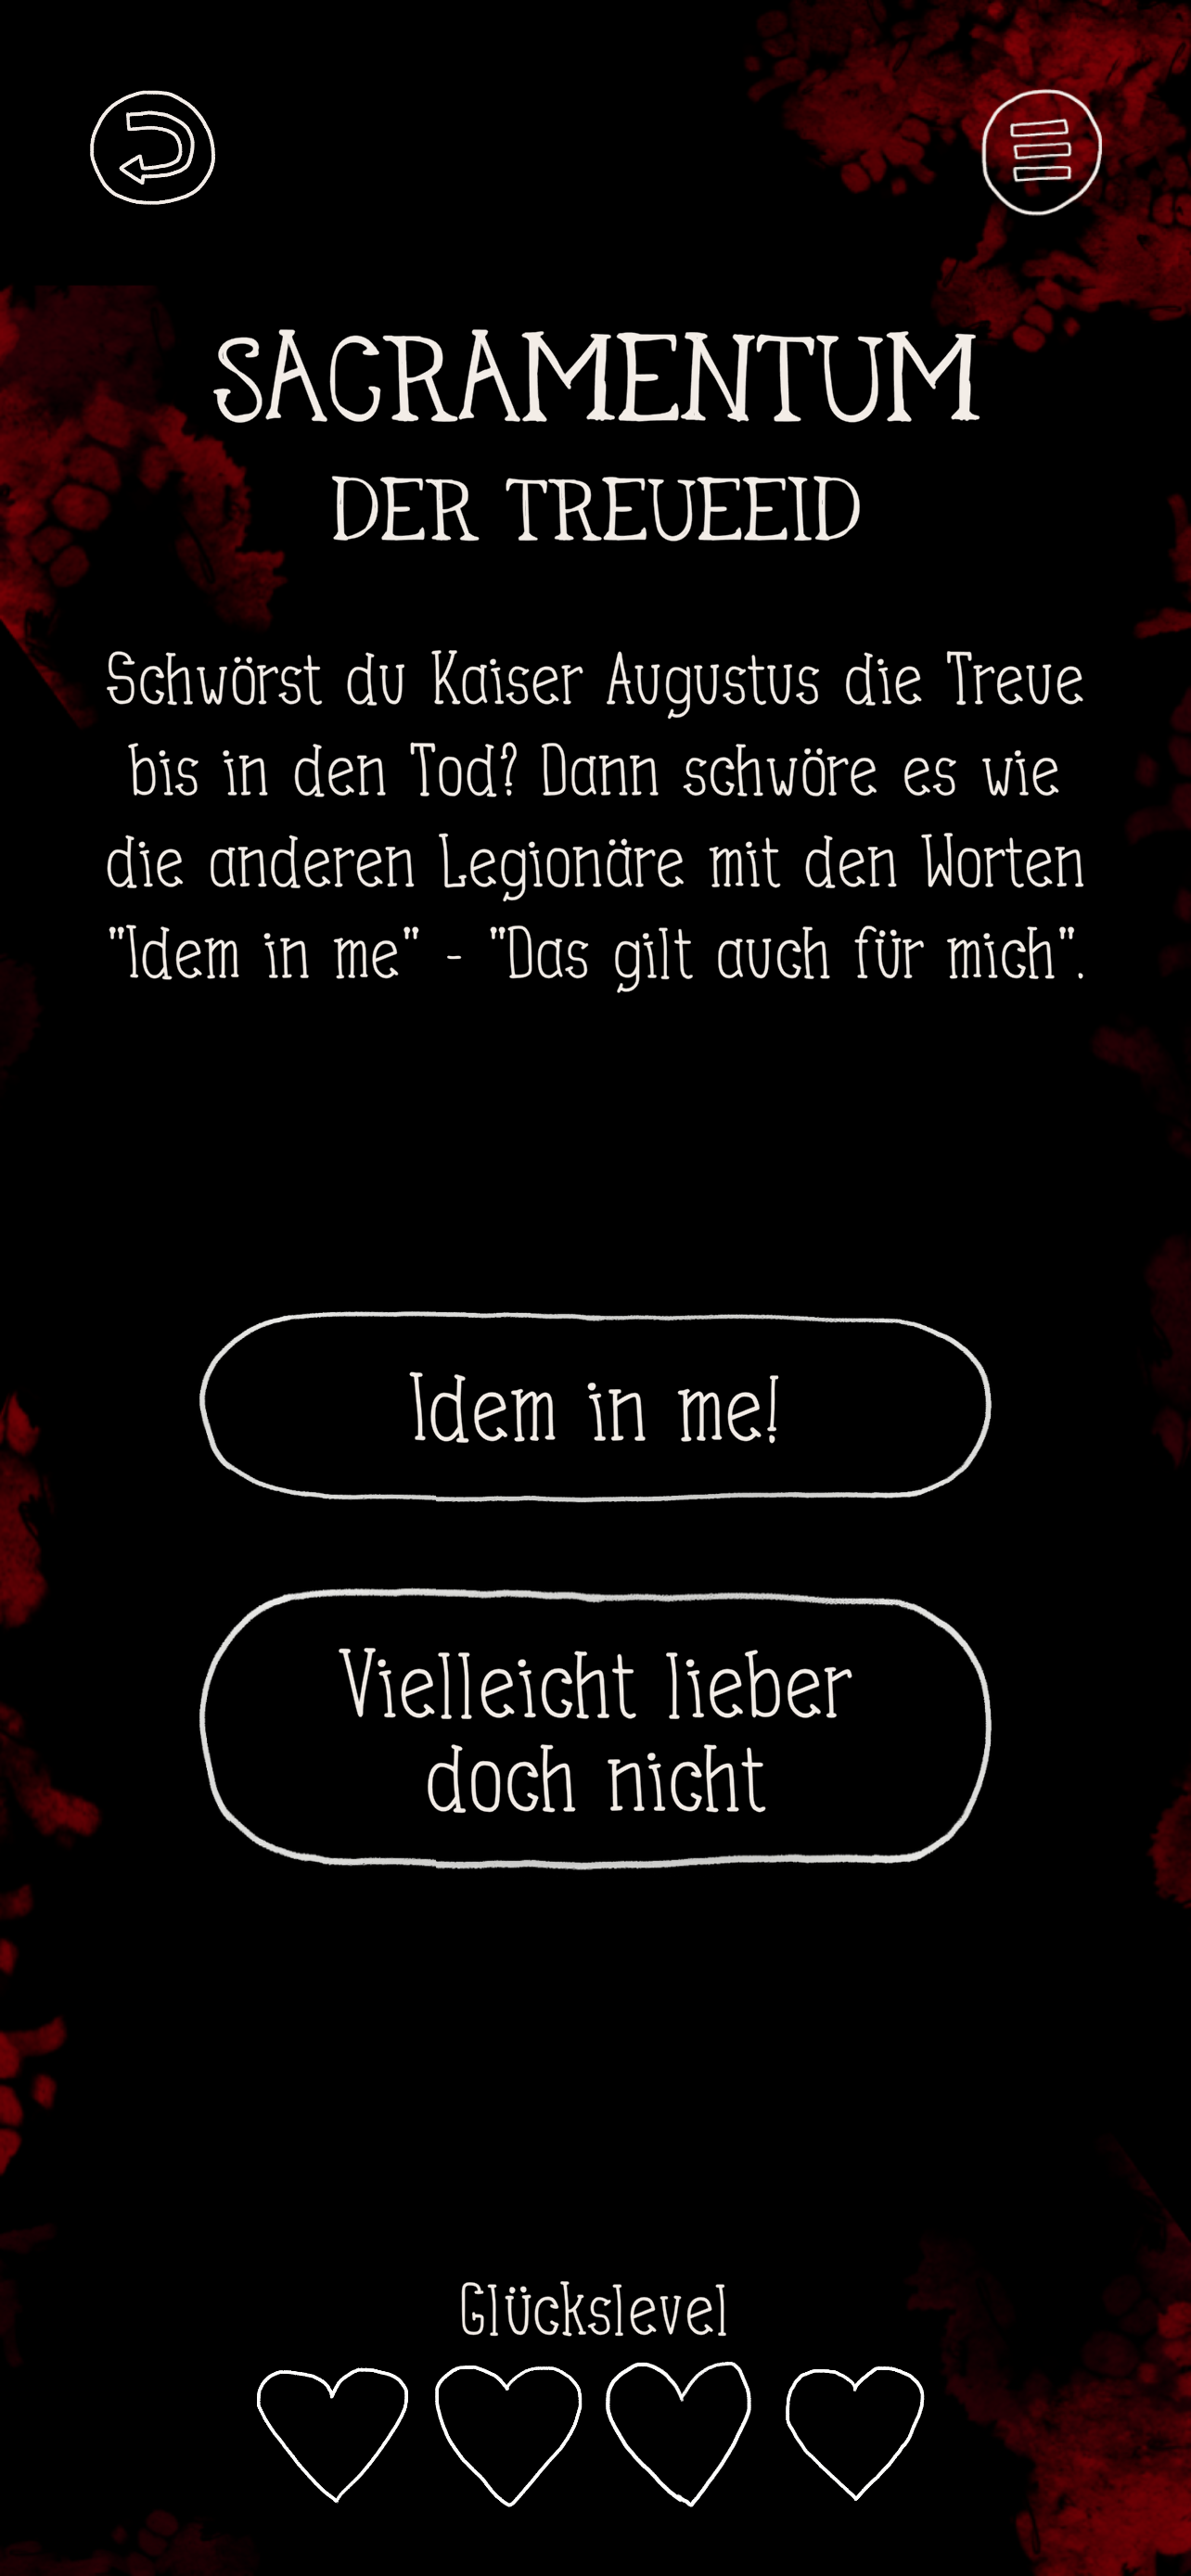 SACRAMENTUM
DER TREUEEID
Schwörst du Kaiser Augustus die Treue
bis in den Tod? Dann schwöre es wie
die anderen Legionäre mit den Worten
"Idem in me" - "Das gilt auch für mich".
Idem in me!
Vielleicht lieber
doch nicht
Glückslevel